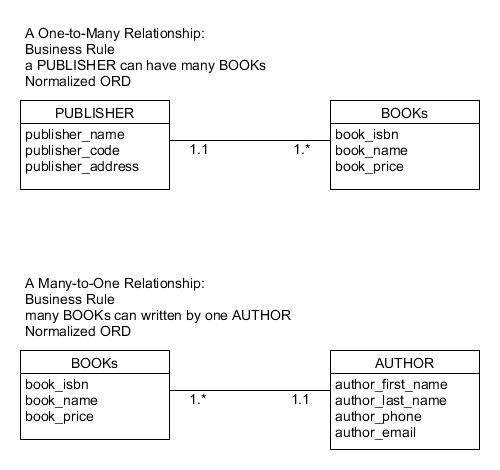 A One-to-Many Relationship:
Business Rule
a PUBLISHER can have many BOOKs
Normalized ORD
PUBLISHER
publisher_name
publisher_code
publisher_address
1.1
1.*
BOOKs
book_isbn
book_name
book_price
A Many-to-One Relationship:
Business Rule
many BOOKs can written by one AUTHOR
Normalized ORD
BOOKs
book_isbn
book_name
book_price
1.*
1.1
AUTHOR
author_first_name
author_last_name
author_phone
author_email